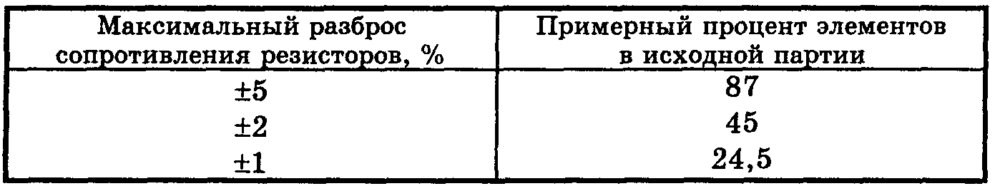 Максимальный разброс
сопротивления резисторов, %
Примерный процент элементов
в исходной партии
±5
87
±2
45
±1
24,5